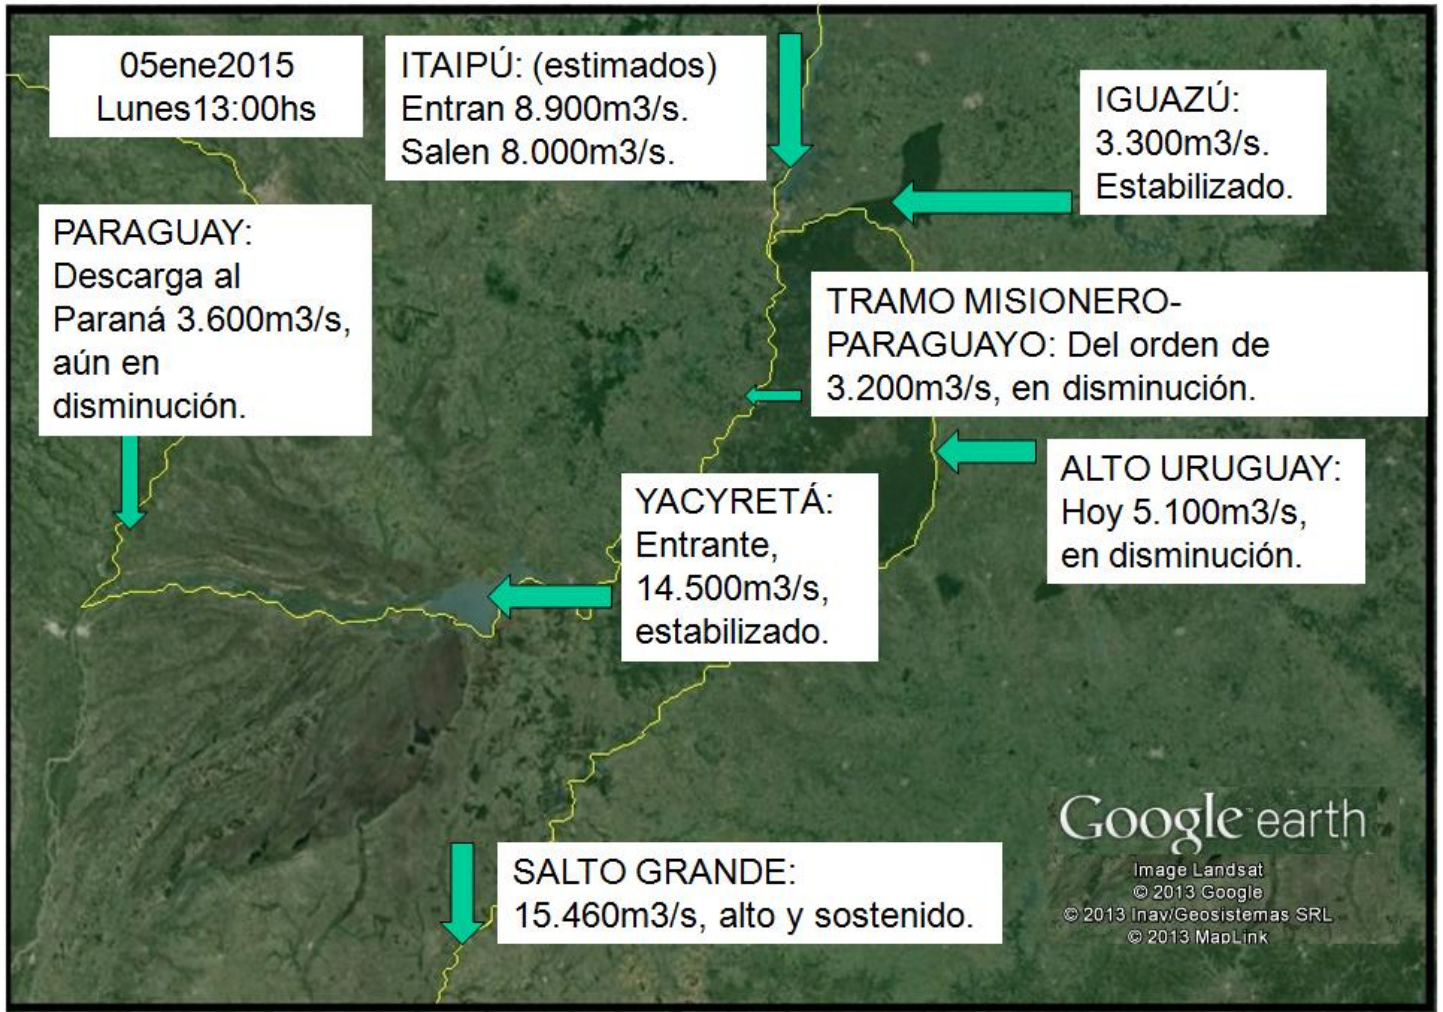 05ene2015
Lunes13:00hs
ITAIPÚ: (estimados)
Entran 8.900m3/s.
Salen 8.000m3/s.
IGUAZÚ:
3.300m3/s.
Estabilizado.
PARAGUAY:
Descarga al
Paraná 3.600m3/s,
aún en
disminución.
TRAMO MISIONERO-
PARAGUAYO: Del orden de
3.200m3/s, en disminución.
ALTO URUGUAY:
Hoy 5.100m3/s,
en disminución.
YACYRETÁ:
Entrante,
14.500m3/s,
estabilizado.
SALTO GRANDE:
15.460m3/s, alto y sostenido.
Google earth
Image Landsat
© 2013 Google
© 2013 Inav/Geosistemas SRL
© 2013 MapLink